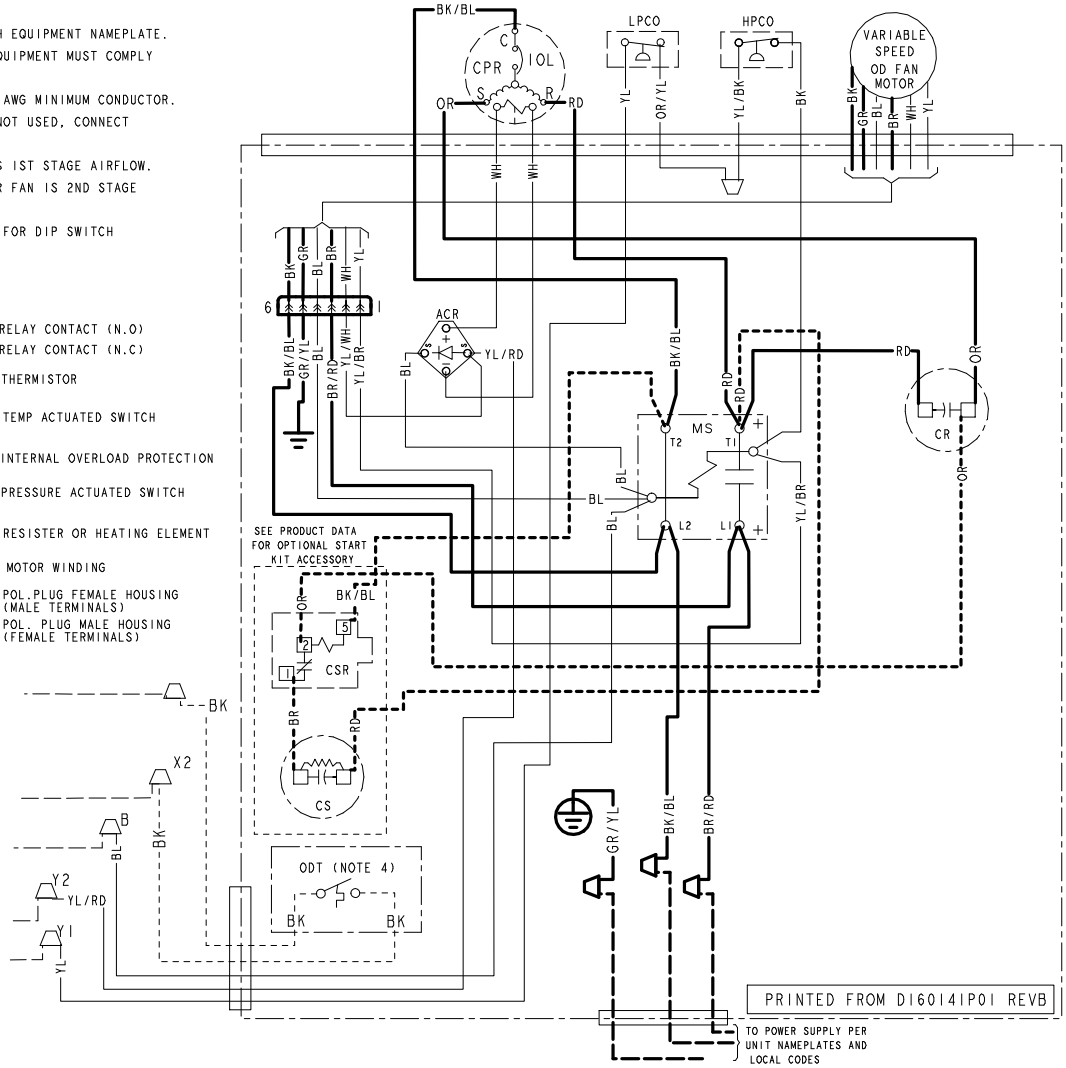 H EQUIPMENT NAMEPLATE.
QUIPMENT MUST COMPLY
AWG MINIMUM CONDUCTOR.
NOT USED, CONNECT
S 1ST STAGE AIRFLOW.
R FAN IS 2ND STAGE
FOR DIP SWITCH
RELAY CONTACT (N.O)
RELAY CONTACT (N.C)
THERMISTOR
TEMP ACTUATED SWITCH
INTERNAL OVERLOAD PROTECTION
PRESSURE ACTUATED SWITCH
RESISTER OR HEATING ELEMENT
MOTOR WINDING
POL.PLUG FEMALE HOUSING
(MALE TERMINALS)
POL. PLUG MALE HOUSING
(FEMALE TERMINALS)
BK/BL
C
CPR
IOL
S
R
OR
RD
WH
WH
LPCO
YL
OR/YL
HPCO
YL/BK
BK
VARIABLE
SPEED
OD FAN
MOTOR
BK
GR
BL
BR
WH
YL
BK
GR
BL
BR
WH
YL
6
1
BK/BL
GR/YL
BL
BR/RD
YL/WH
YL/BR
ACR
+
S
S
BL
YL/RD
BK/BL
RD
RD
RD
OR
CR
OR
MS
T2
T1
+
BL
BL
BL
L2
L1
+
YL/BR
SEE PRODUCT DATA
FOR OPTIONAL START
KIT ACCESSORY
OR
BK/BL
5
2
1
CSR
BR
RD
CS
BK
X2
BK
B
BL
Y2
YL/RD
Y1
YL
ODT (NOTE 4)
BK
BK
GR/YL
BK/BL
BR/RD
PRINTED FROM D160141P01 REVB
TO POWER SUPPLY PER
UNIT NAMEPLATES AND
LOCAL CODES